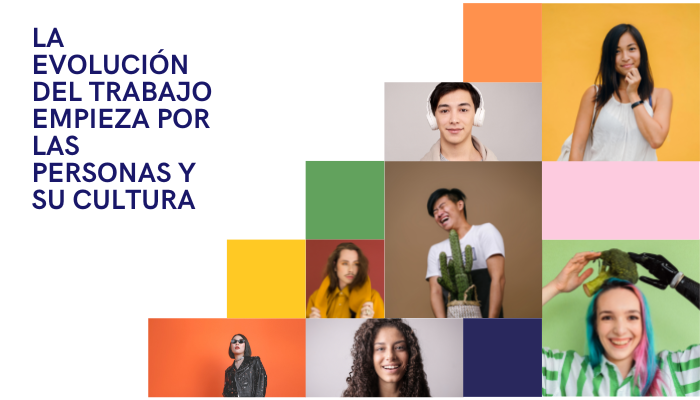 LA
EVOLUCIÓN
DEL TRABAJO
EMPIEZA POR
LAS
PERSONAS Y
SU CULTURA